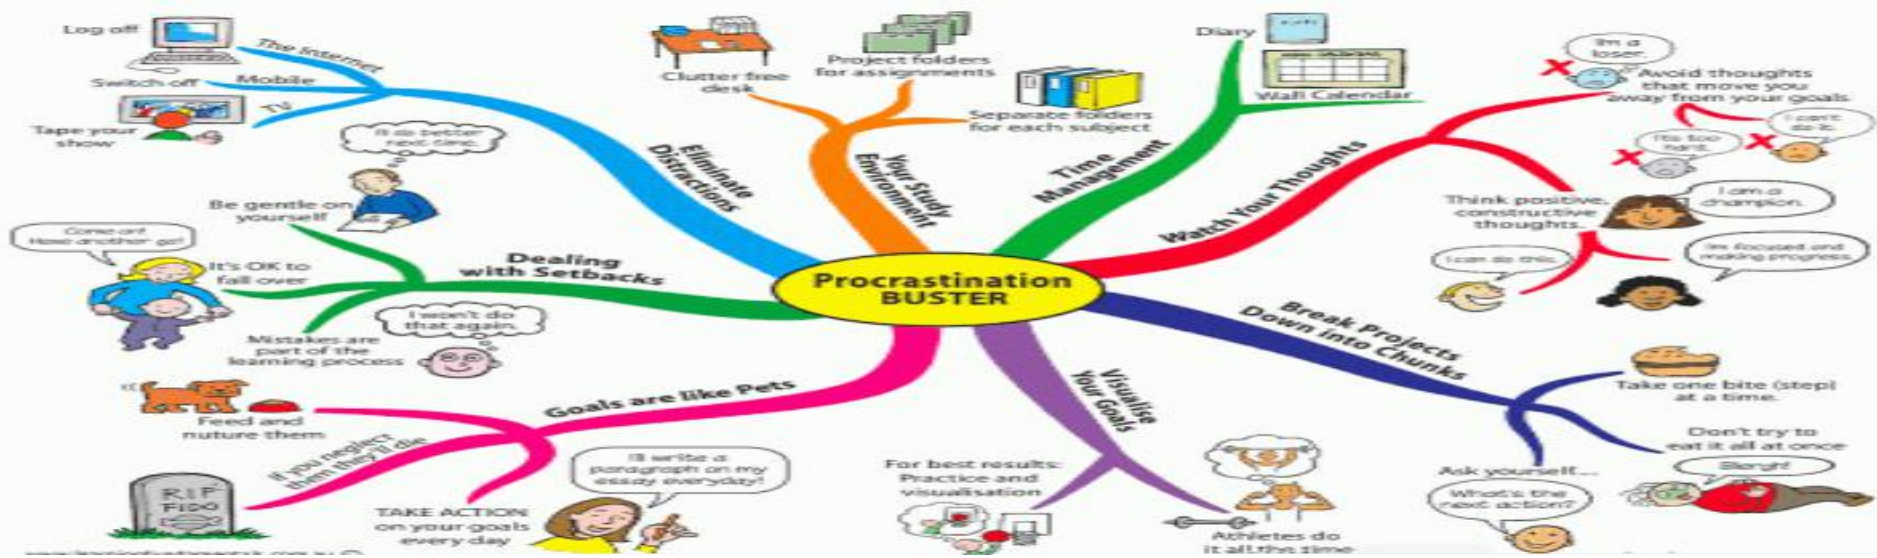 Procrastination
BUSTER
Eliminate
Distractions
The Internet
Log off
Mobile
Switch off
TV
Tape your
show
Your Study
Environment
Clutter free
desk
Project folders
for assignments
Separate folders
for each subject
Time
Management
Diary
Wall Calendar
Watch Your Thoughts
Im a
loser.
Avoid thoughts
that move you
away from your goals
It's too
hard.
I can't
do it.
Think positive,
constructive
thoughts.
I am a
champion.
I can do this.
Im focused and
making progress.
Break Projects
Down into Chunks
Take one bite (step)
at a time.
Don't try to
eat it all at once
Blergh!
Ask yourself...
What's the
next action?
Visualise
Your Goals
For best results:
Practice and
visualisation
Athletes do
it all the time
Goals are like Pets
Feed and
nuture them
If you neglect
them they'll die
RIP
FIDO
TAKE ACTION
on your goals
every day
I'll write a
paragraph on my
essay everyday!
Dealing
with Setbacks
Be gentle on
yourself
I'll do better
next time.
It's OK to
fall over
Come on!
Have another go!
Mistakes are
part of the
learning process
I won't do
that again.